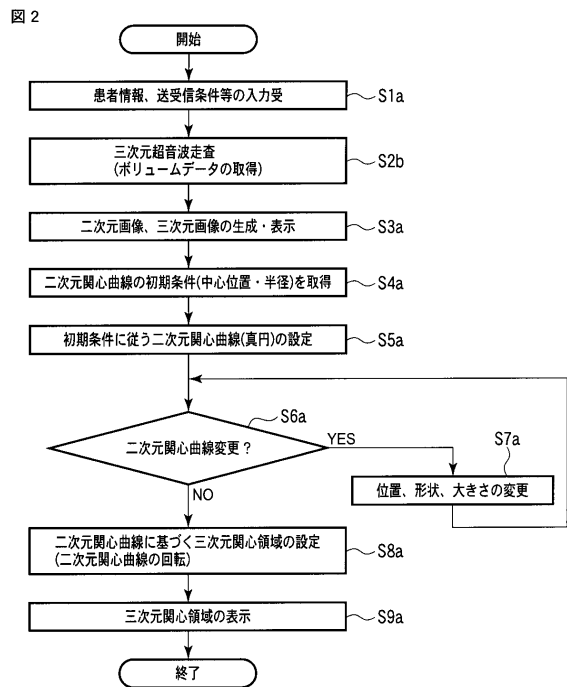 図 2
開始
患者情報、送受信条件等の入力受
S1a
三次元超音波走査
(ボリュームデータの取得)
S2b
二次元画像、三次元画像の生成・表示
S3a
二次元関心曲線の初期条件(中心位置・半径)を取得
S4a
初期条件に従う二次元関心曲線(真円)の設定
S5a
S6a
二次元関心曲線変更？
YES
S7a
位置、形状、大きさの変更
NO
二次元関心曲線に基づく三次元関心領域の設定
(二次元関心曲線の回転)
S8a
三次元関心領域の表示
S9a
終了